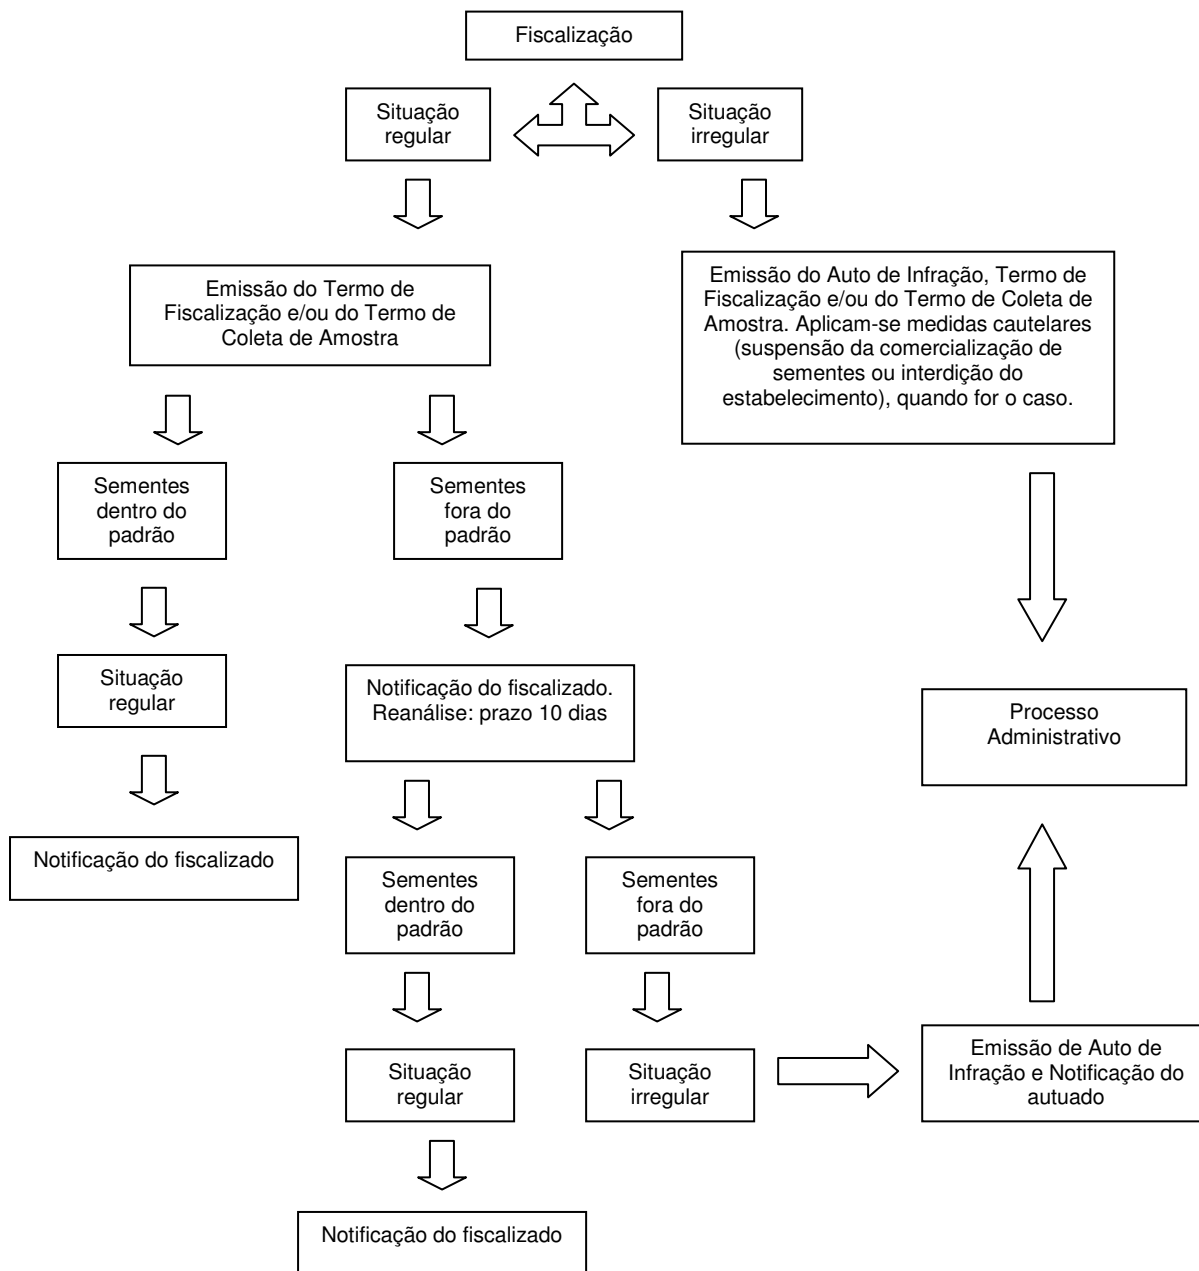 Fiscalização
Situação
regular
Situação
irregular
Emissão do Termo de
Fiscalização e/ou do Termo de
Coleta de Amostra
Emissão do Auto de Infração, Termo de
Fiscalização e/ou do Termo de Coleta de
Amostra. Aplicam-se medidas cautelares
(suspensão da comercialização de
sementes ou interdição do
estabelecimento), quando for o caso.
Sementes
dentro do
padrão
Sementes
fora do
padrão
Situação
regular
Notificação do fiscalizado.
Reanálise: prazo 10 dias
Processo
Administrativo
Notificação do fiscalizado
Sementes
dentro do
padrão
Sementes
fora do
padrão
Situação
regular
Situação
irregular
Emissão de Auto de
Infração e Notificação do
autuado
Notificação do fiscalizado